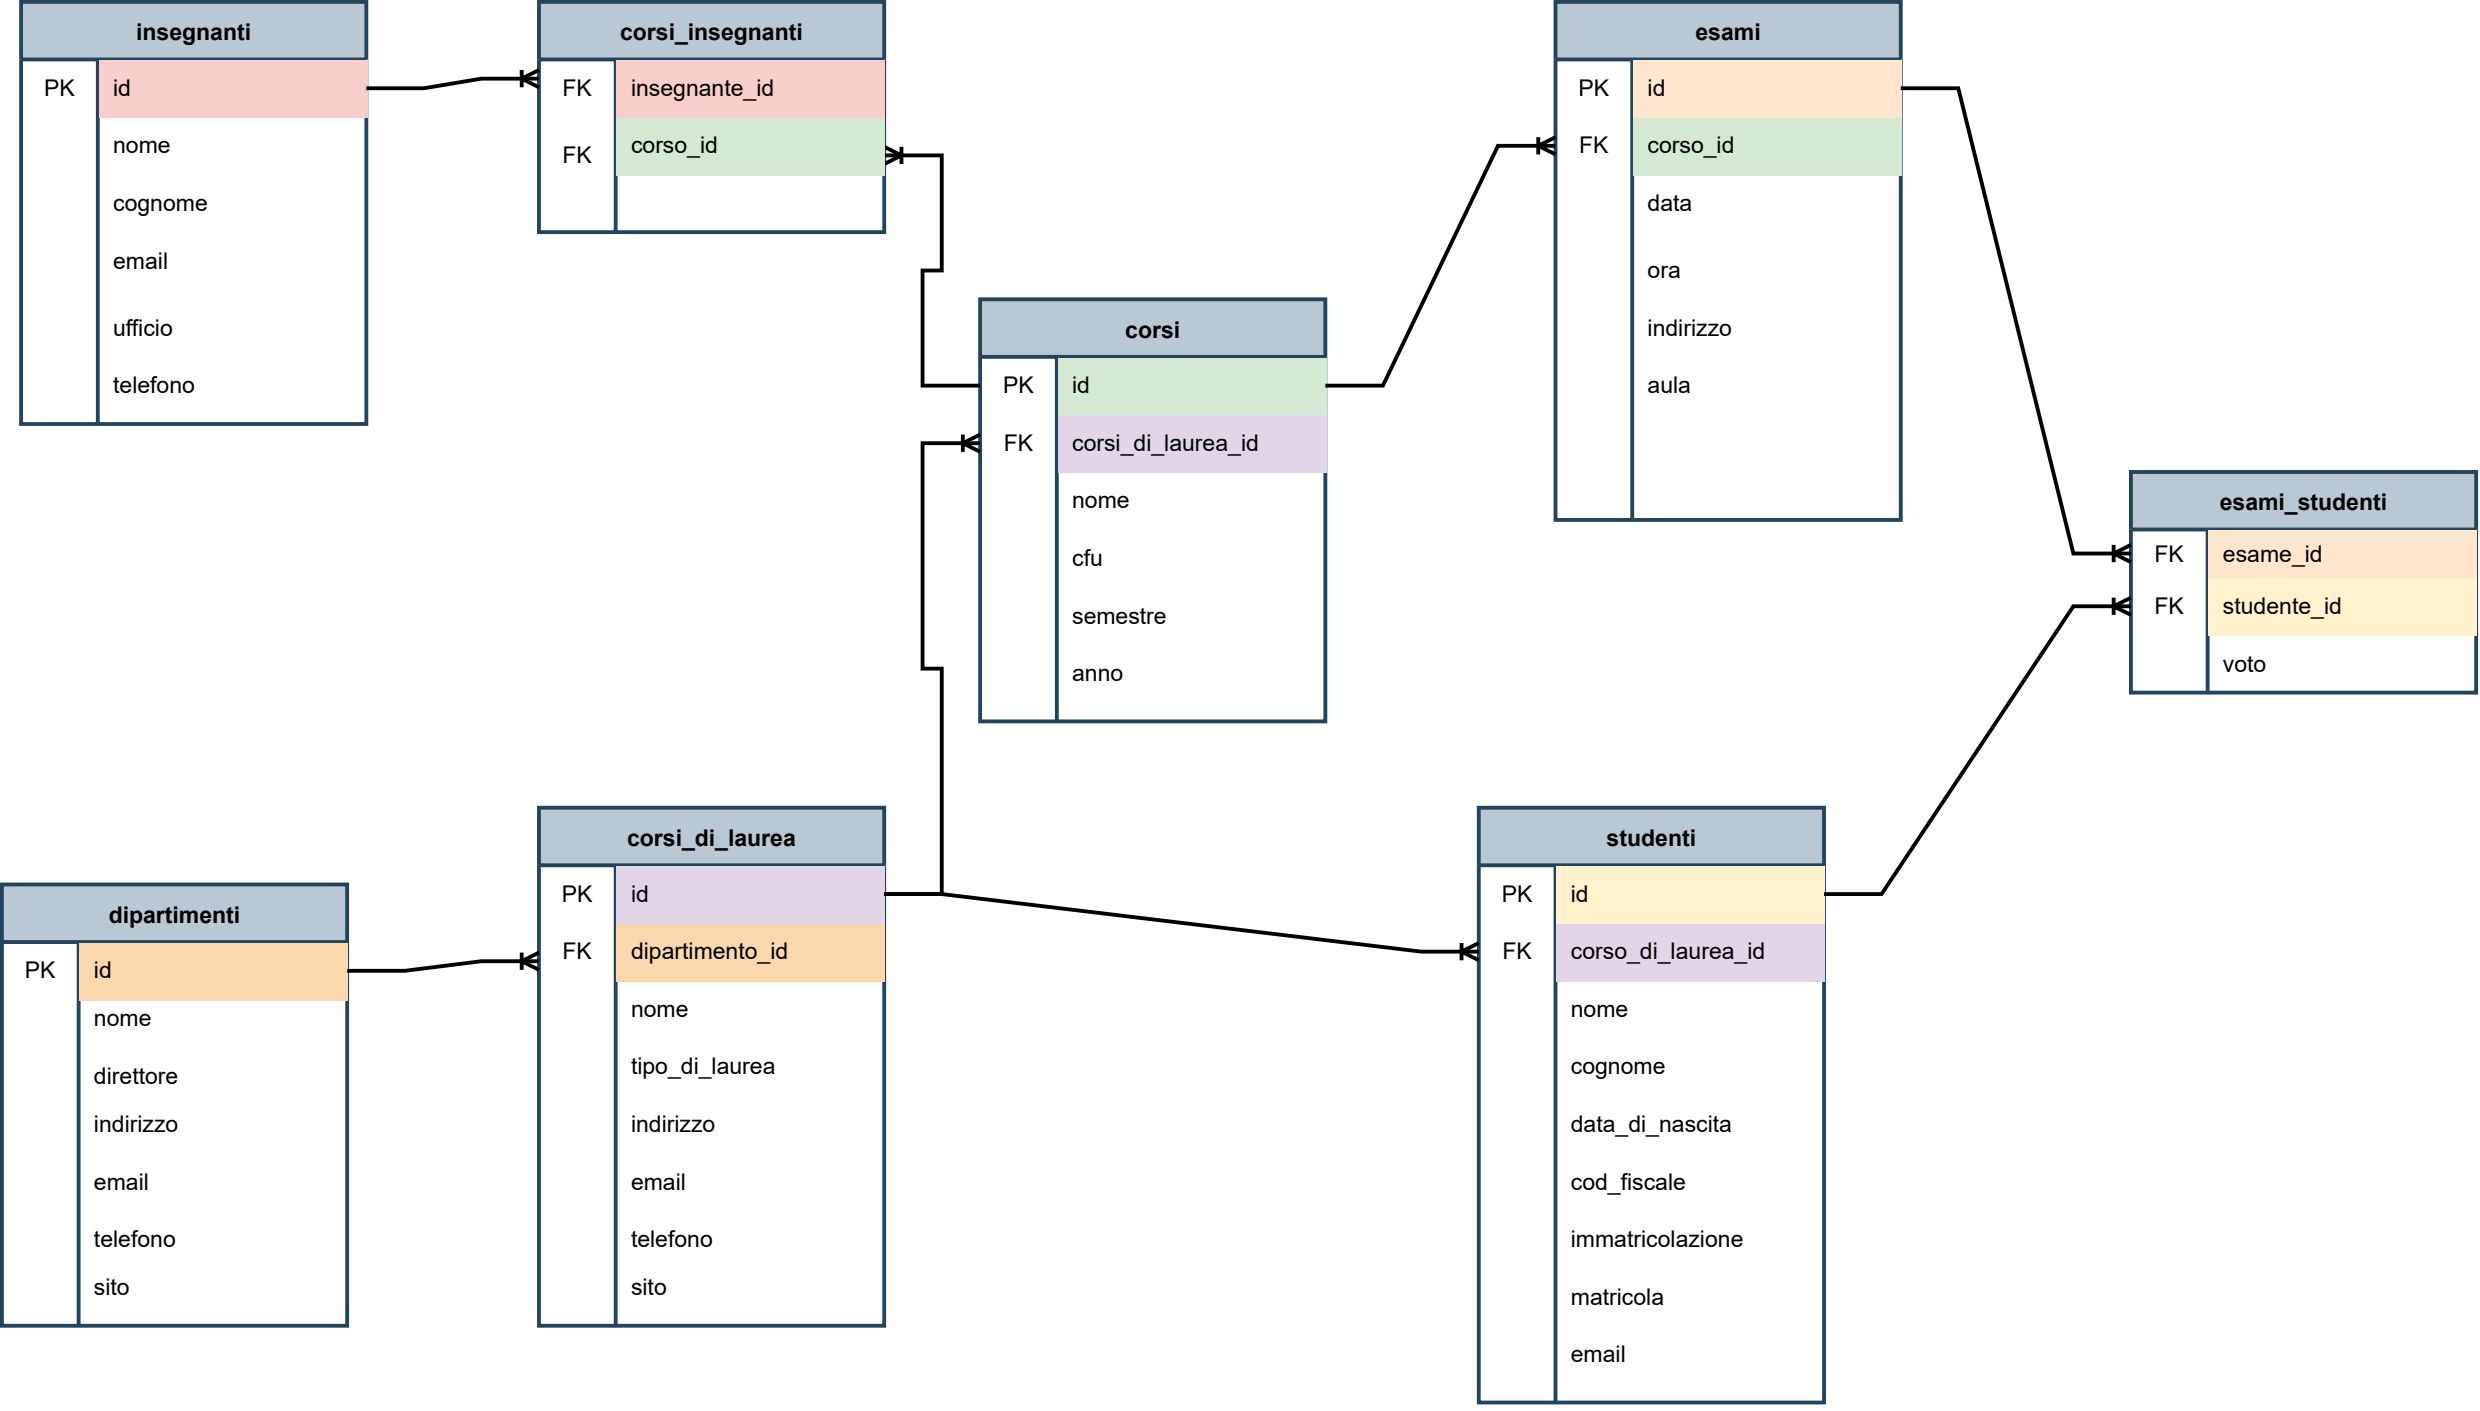 insegnanti
PK id
nome
cognome
email
ufficio
telefono
corsi_insegnanti
FK insegnante_id
FK corso_id
esami
PK id
FK corso_id
data
ora
indirizzo
aula
corsi
PK id
FK corsi_di_laurea_id
nome
cfu
semestre
anno
esami_studenti
FK esame_id
FK studente_id
voto
dipartimenti
PK id
nome
direttore
indirizzo
email
telefono
sito
corsi_di_laurea
PK id
FK dipartimento_id
nome
tipo_di_laurea
indirizzo
email
telefono
sito
studenti
PK id
FK corso_di_laurea_id
nome
cognome
data_di_nascita
cod_fiscale
immatricolazione
matricola
email